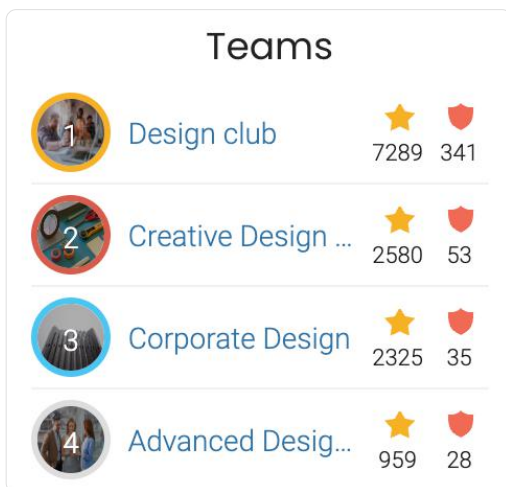 Teams
1 Design club 7289 341
2 Creative Design ... 2580 53
3 Corporate Design 2325 35
4 Advanced Desig... 959 28